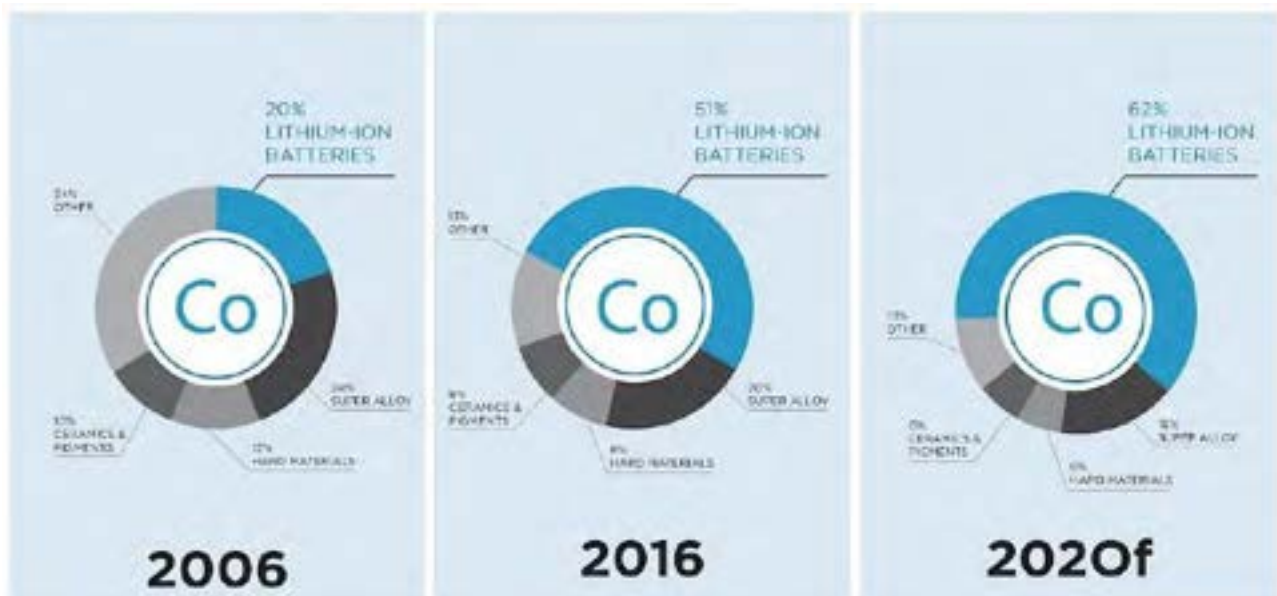 20%
LITHIUM-ION
BATTERIES
OTHER
Co
SUPER ALLOY
CERAMICS &
PIGMENTS
HARD MATERIALS
2006
51%
LITHIUM-ION
BATTERIES
13%
OTHER
Co
20%
SUPER ALLOY
CERAMICS &
PIGMENTS
HARD MATERIALS
2016
62%
LITHIUM-ION
BATTERIES
OTHER
Co
SUPER ALLOY
CERAMICS &
PIGMENTS
HARD MATERIALS
2020f